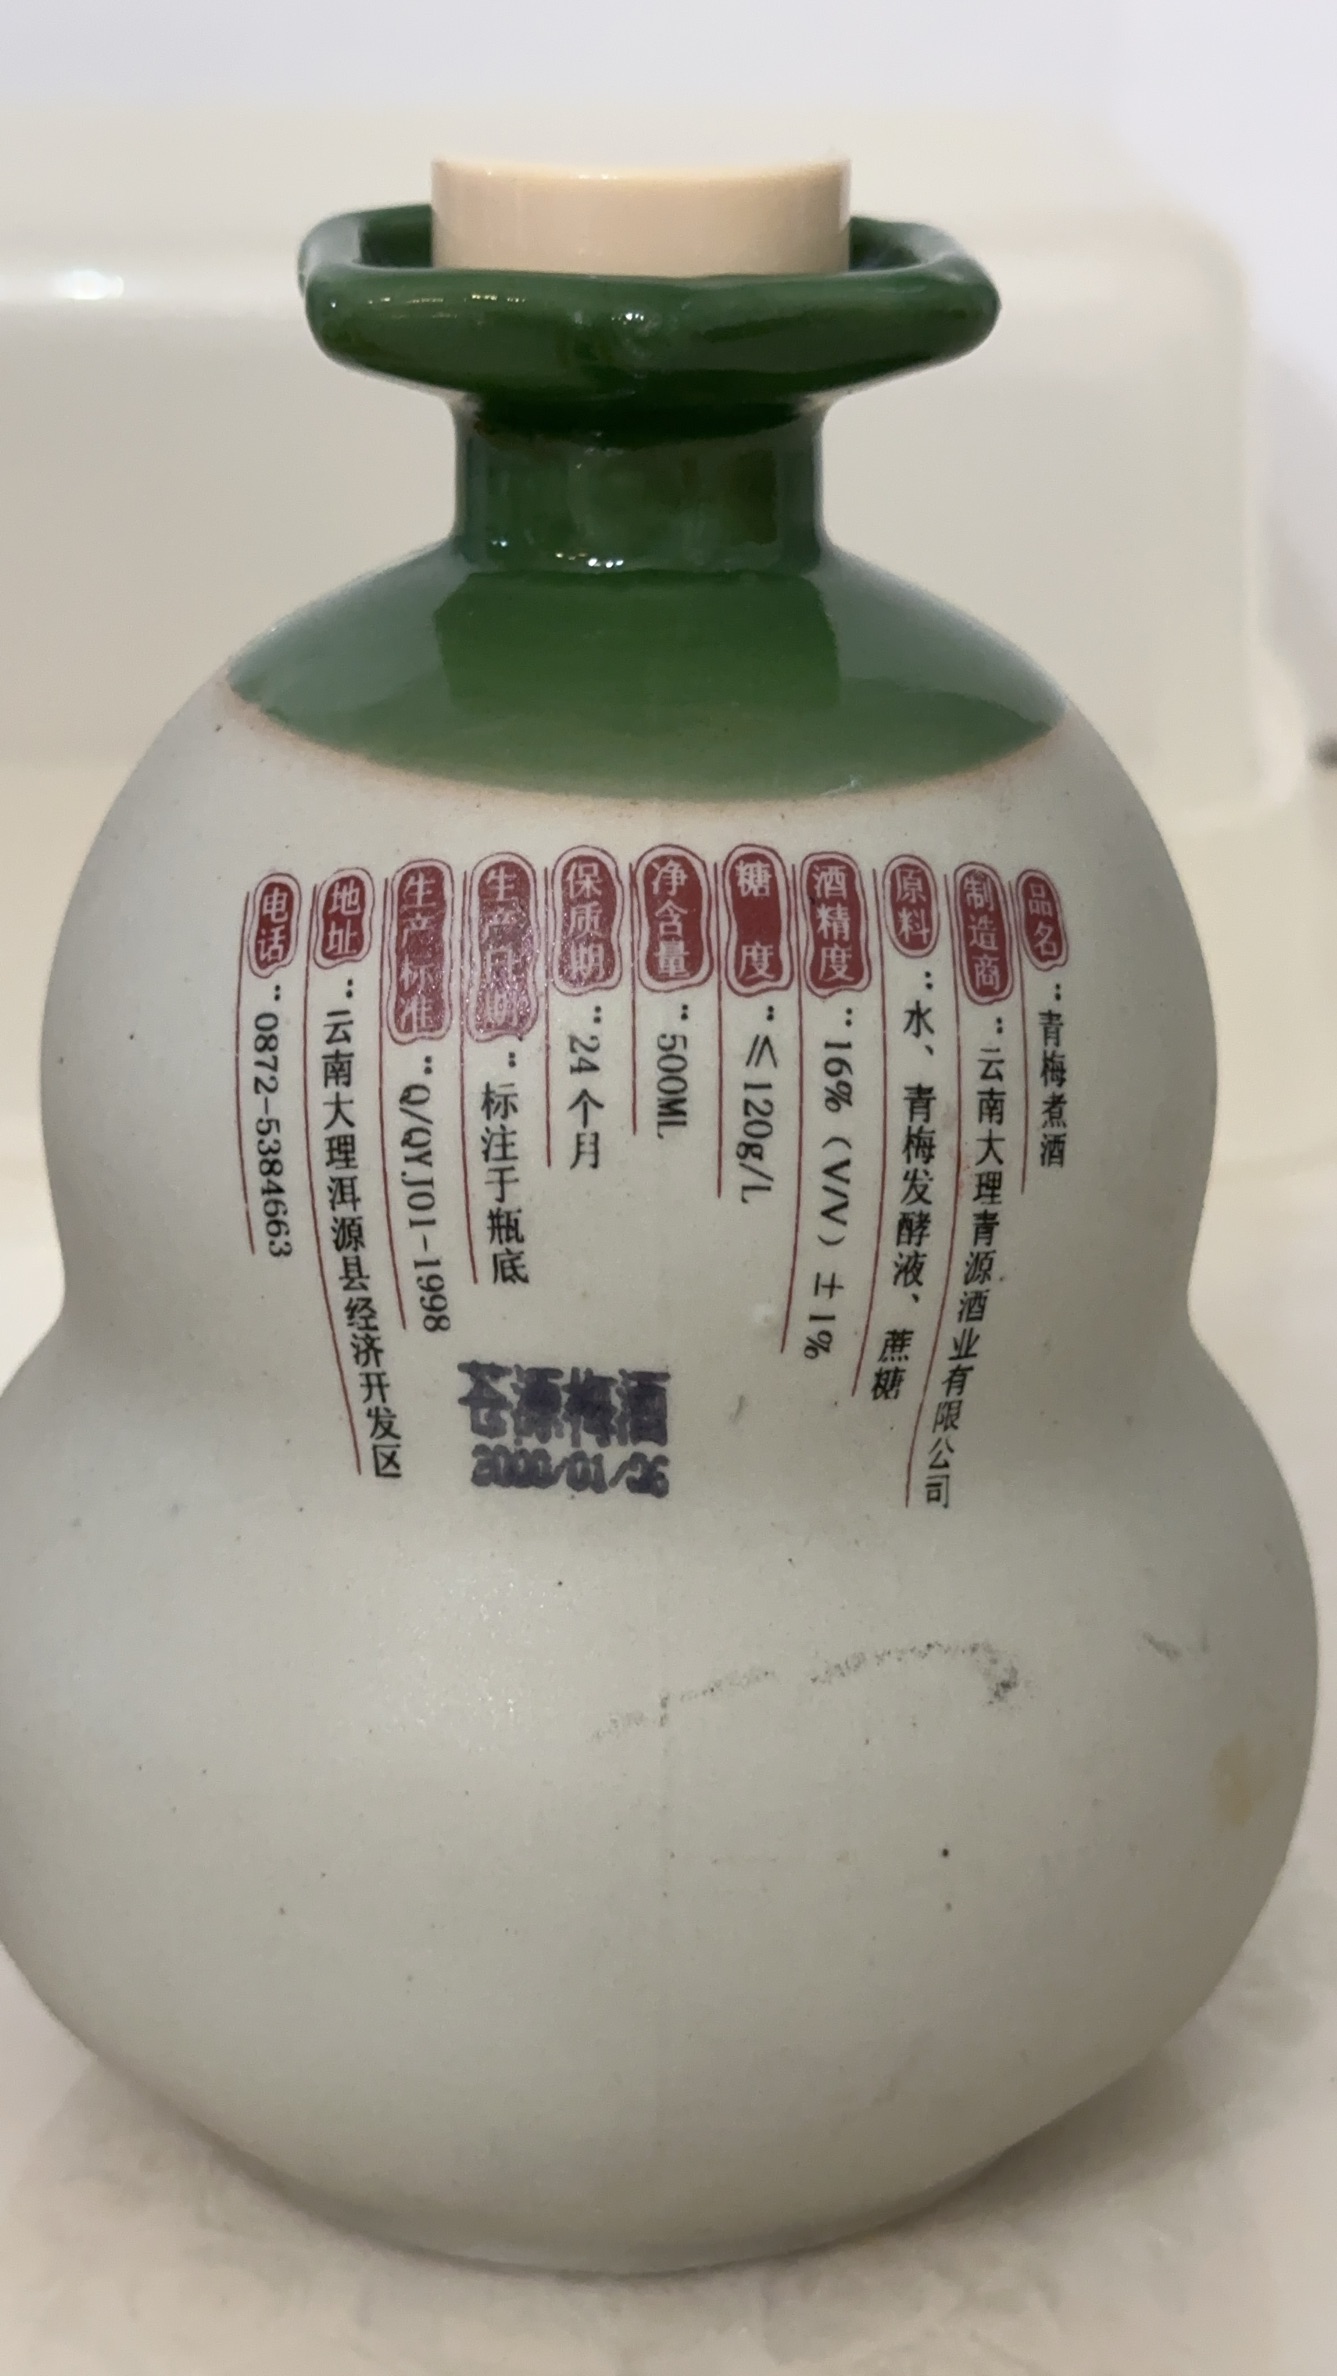 品名：青梅煮酒
制造商：云南大理青源酒业有限公司
原料：水、青梅发酵液、蔗糖
酒精度：16%（V/V）±1%
糖度：≤120g/L
净含量：500ML
保质期：24个月
生产日期：标注于瓶底
生产标准：Q/QYJ01-1998
地址：云南大理洱源县经济开发区
电话：0872-5384663
苍源梅酒